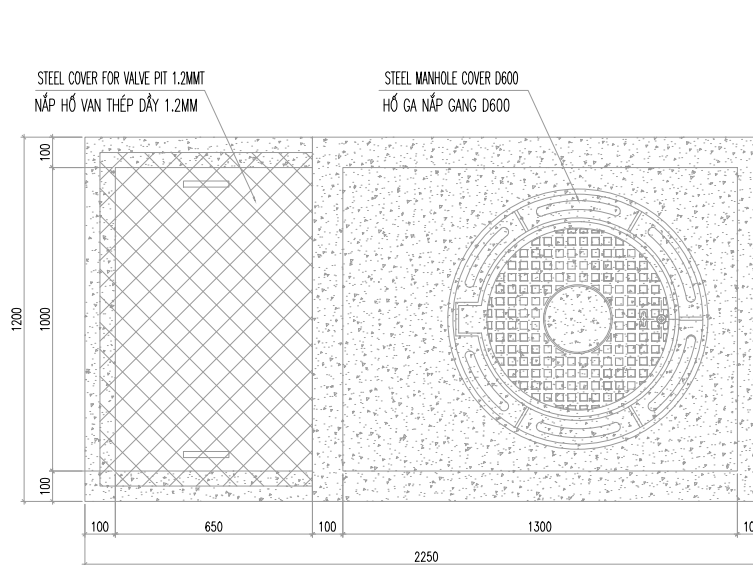 STEEL COVER FOR VALVE PIT 1.2MMT
NẮP HỐ VAN THÉP DẦY 1.2MM
STEEL MANHOLE COVER D600
HỐ GA NẮP GANG D600
100
1200
1000
100
100
650
100
1300
10
2250